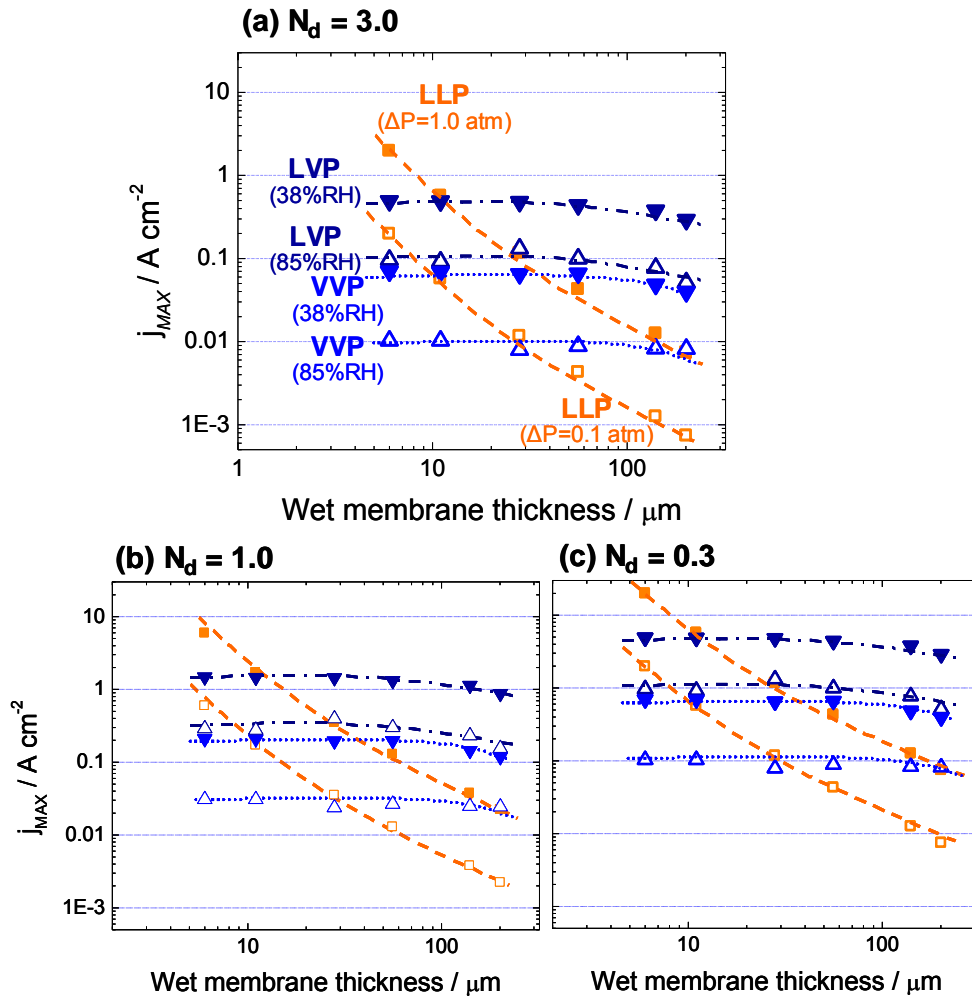 (a) N_d = 3.0
10
1
0.1
0.01
1E-3
j_MAX / A cm⁻²
LLP
(ΔP=1.0 atm)
LVP
(38%RH)
LVP
(85%RH)
VVP
(38%RH)
VVP
(85%RH)
LLP
(ΔP=0.1 atm)
1 10 100
Wet membrane thickness / μm
(b) N_d = 1.0
10
1
0.1
0.01
1E-3
j_MAX / A cm⁻²
10 100
Wet membrane thickness / μm
(c) N_d = 0.3
10 100
Wet membrane thickness / μm